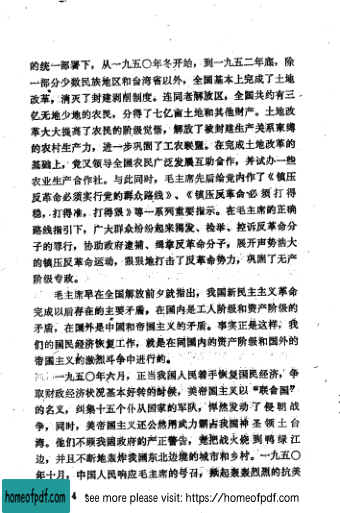 的统一部署下，从一九五〇年冬开始，到一九五二年底，除
一部分少数民族地区和台湾省以外，全国基本上完成了土地
改革，消灭了封建剥削制度。连同老解放区，全国共约有三
亿无地少地的农民，分得了七亿亩土地和其他财产。土地改
革大大提高了农民的阶级觉悟，解放了被封建生产关系束缚
的农村生产力，进一步巩固了工农联盟。在完成土地改革的
基础上，党又领导全国农民广泛发展互助合作，并试办一些
农业生产合作社。与此同时，毛主席先后给党内作了《镇压
反革命必须实行党的群众路线》、《镇压反革命必须打得
稳，打得准，打得狠》等一系列重要指示。在毛主席的正确
路线指引下，广大群众纷纷起来揭发、检举、控诉反革命分
子的罪行，协助政府逮捕、缉拿反革命分子，展开声势浩大
的镇压反革命运动，狠狠地打击了反革命势力，巩固了无产
阶级专政。
毛主席早在全国解放前夕就指出，我国新民主主义革命
完成以后存在的主要矛盾，在国内是工人阶级和资产阶级的
矛盾，在国外是中国和帝国主义的矛盾。事实正是这样，我
们的国民经济恢复工作，就是在同国内的资产阶级和国外的
帝国主义的激烈斗争中进行的。
一九五〇年六月，正当我国人民着手恢复国民经济，争
取财政经济状况基本好转的时候，美帝国主义以“联合国”
的名义，纠集十五个仆从国家的军队，悍然发动了侵朝战
争，同时，美帝国主义还公然用武力霸占我国神圣领土台
湾。他们不顾我国政府的严正警告，竟把战火烧到鸭绿江
边，并且不断地轰炸我国东北边境的城市和乡村。一九五〇
年十月，中国人民响应毛主席的号召，掀起轰轰烈烈的抗美
homeofpdf.com 4 see more please visit: https://homeofpdf.com